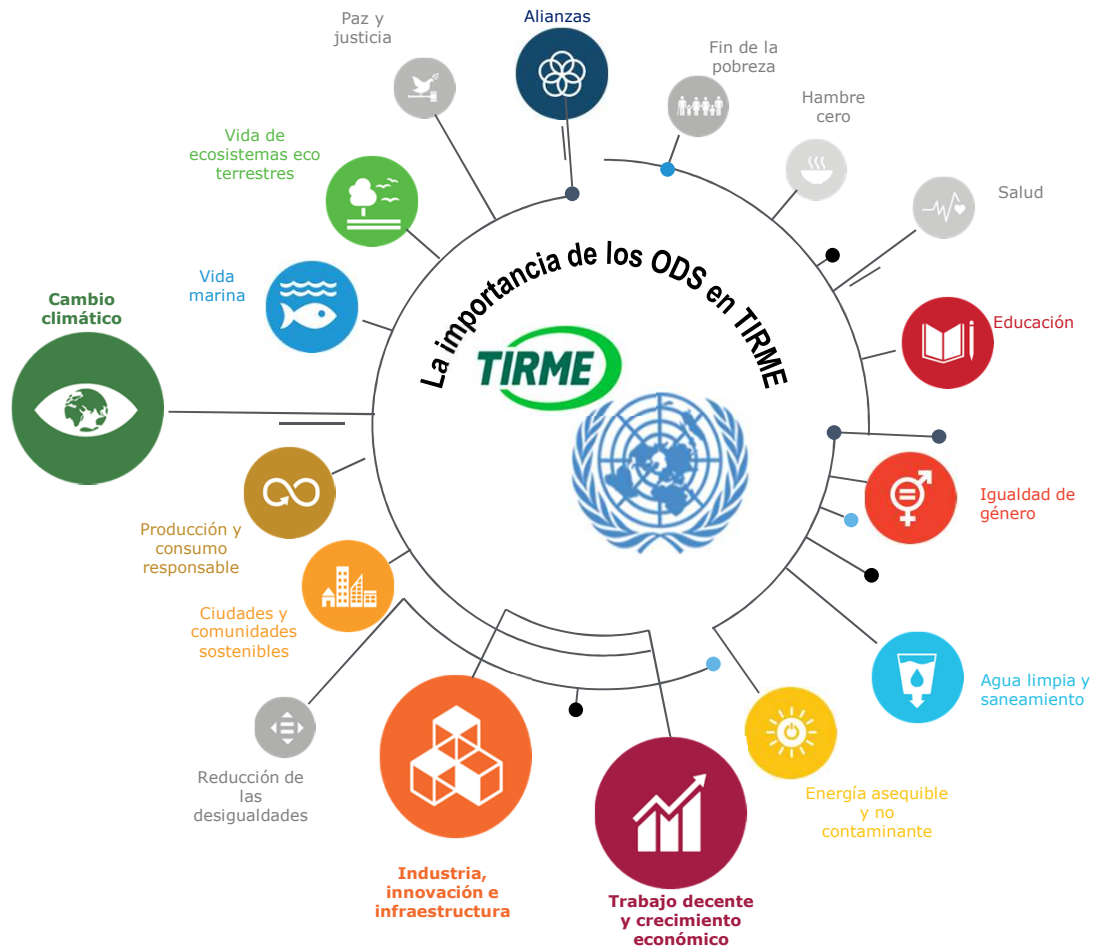 Alianzas
Paz y
justicia
Fin de la
pobreza
Hambre
cero
Vida de
ecosistemas eco
terrestres
Salud
Vida
marina
Cambio
climático
La importancia de los ODS en TIRME
TIRME
Educación
Igualdad de
género
Producción y
consumo
responsable
Ciudades y
comunidades
sostenibles
Agua limpia y
saneamiento
Reducción de
las
desigualdades
Energía asequible
y no
contaminante
Industria,
innovación e
infraestructura
Trabajo decente
y crecimiento
económico